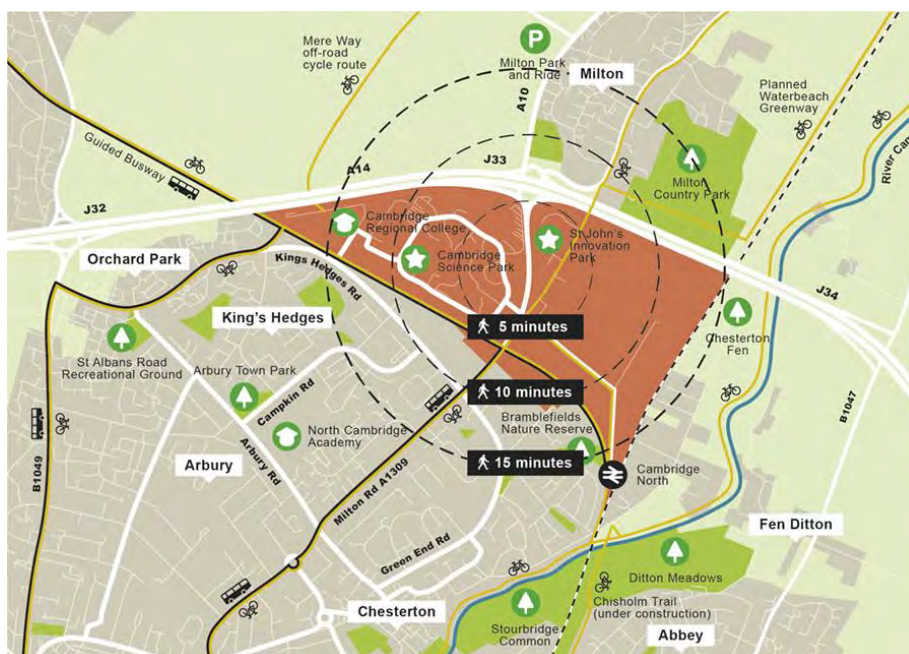 Mere Way
off-road
cycle route
P
Milton Park
and Ride
Milton
A10
Planned
Waterbeach
Greenway
River Cam
Guided Busway
A14
J33
J32
Milton
Country Park
Cambridge
Regional College
St John's
Innovation
Park
Cambridge
Science Park
Orchard Park
Kings Hedges Rd
J34
King's Hedges
5 minutes
Chesterton
Fen
St Albans Road
Recreational Ground
Arbury Town Park
Campkin Rd
10 minutes
B1047
Bramblefields
Nature Reserve
North Cambridge
Academy
B1049
Arbury
Arbury Rd
15 minutes
Cambridge
North
Milton Rd A1309
Fen Ditton
Green End Rd
Ditton Meadows
Chesterton
Chisholm Trail
(under construction)
Stourbridge
Common
Abbey